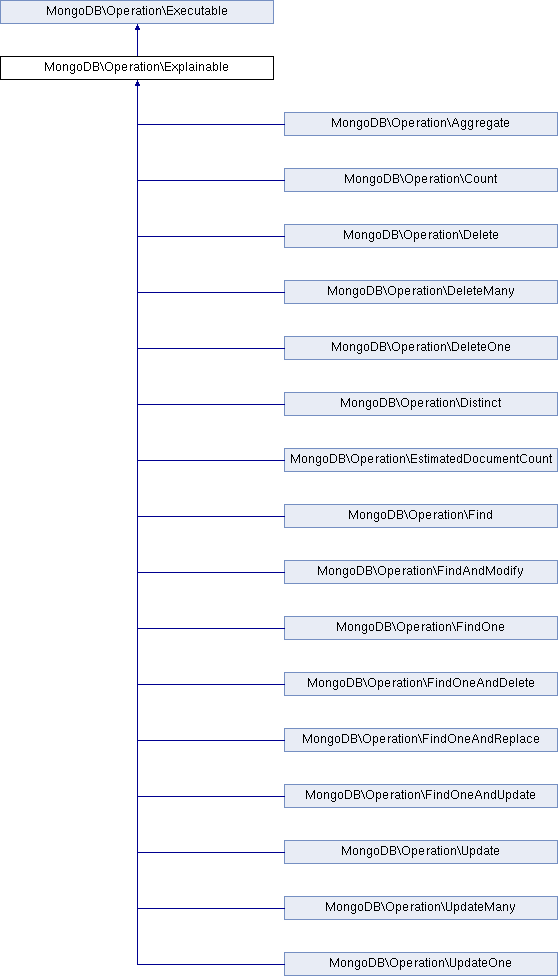 MongoDB\Operation\Executable
MongoDB\Operation\Explainable
MongoDB\Operation\Aggregate
MongoDB\Operation\Count
MongoDB\Operation\Delete
MongoDB\Operation\DeleteMany
MongoDB\Operation\DeleteOne
MongoDB\Operation\Distinct
MongoDB\Operation\EstimatedDocumentCount
MongoDB\Operation\Find
MongoDB\Operation\FindAndModify
MongoDB\Operation\FindOne
MongoDB\Operation\FindOneAndDelete
MongoDB\Operation\FindOneAndReplace
MongoDB\Operation\FindOneAndUpdate
MongoDB\Operation\Update
MongoDB\Operation\UpdateMany
MongoDB\Operation\UpdateOne